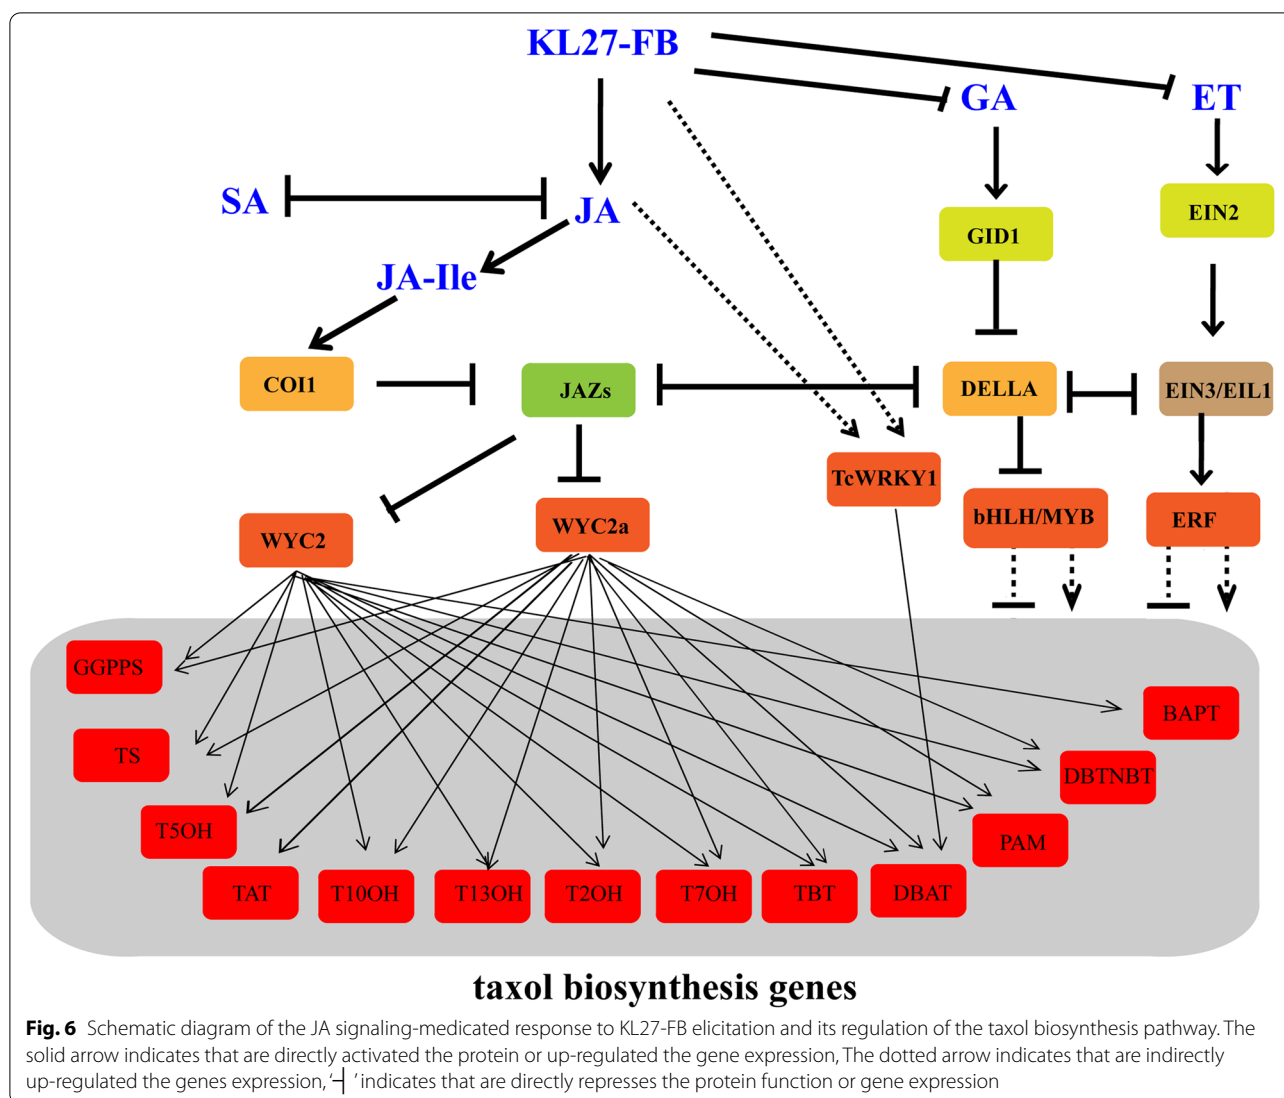 KL27-FB
GA
ET
SA
JA
EIN2
GID1
JA-Ile
COI1
JAZs
DELLA
EIN3/EIL1
TcWRKY1
bHLH/MYB
ERF
WYC2
WYC2a
GGPPS
BAPT
TS
DBTNBT
T5OH
PAM
TAT
T10OH
T13OH
T2OH
T7OH
TBT
DBAT
taxol biosynthesis genes
Fig. 6 Schematic diagram of the JA signaling-medicated response to KL27-FB elicitation and its regulation of the taxol biosynthesis pathway. The
solid arrow indicates that are directly activated the protein or up-regulated the gene expression, The dotted arrow indicates that are indirectly
up-regulated the genes expression, ‘⊣’ indicates that are directly represses the protein function or gene expression